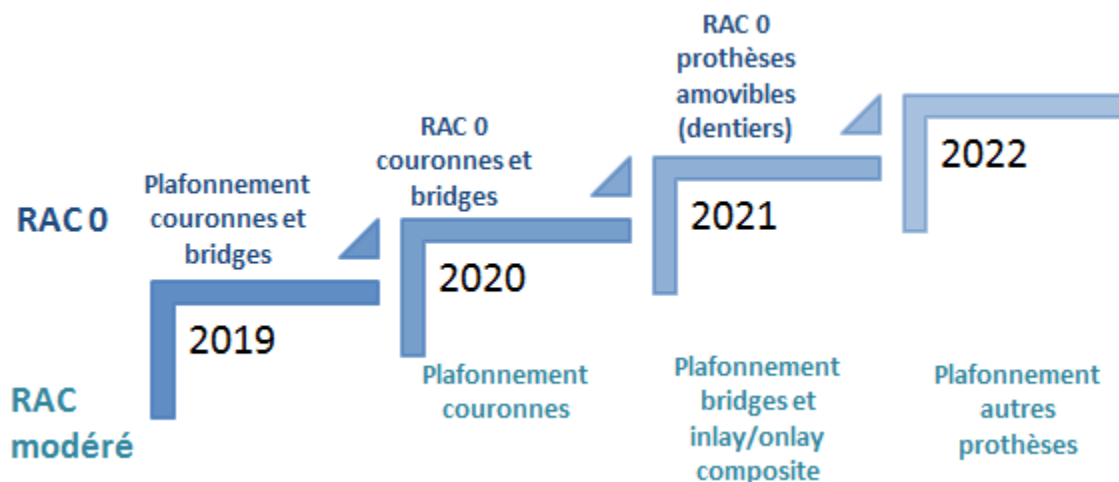 RAC 0
Plafonnement
couronnes et
bridges
2019
RAC 0
couronnes et
bridges
2020
RAC 0
prothèses
amovibles
(dentiers)
2021
2022
RAC
modéré
Plafonnement
couronnes
Plafonnement
bridges et
inlay/onlay
composite
Plafonnement
autres
prothèses